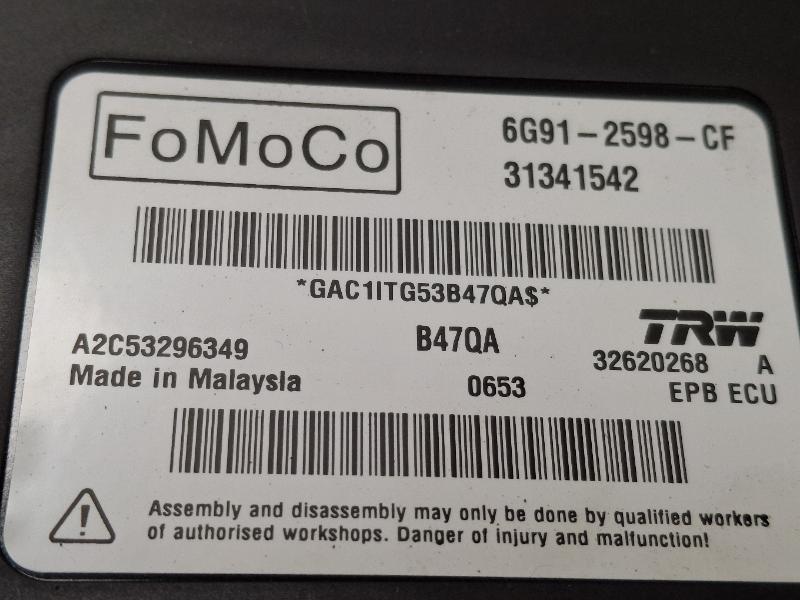 FoMoCo
6G91-2598-CF
31341542
*GAC1ITG53B47QA$*
TRW
A2C53296349
B47QA
32620268 A
Made in Malaysia
0653
EPB ECU
Assembly and disassembly may only be done by qualified workers
of authorised workshops. Danger of injury and malfunction!